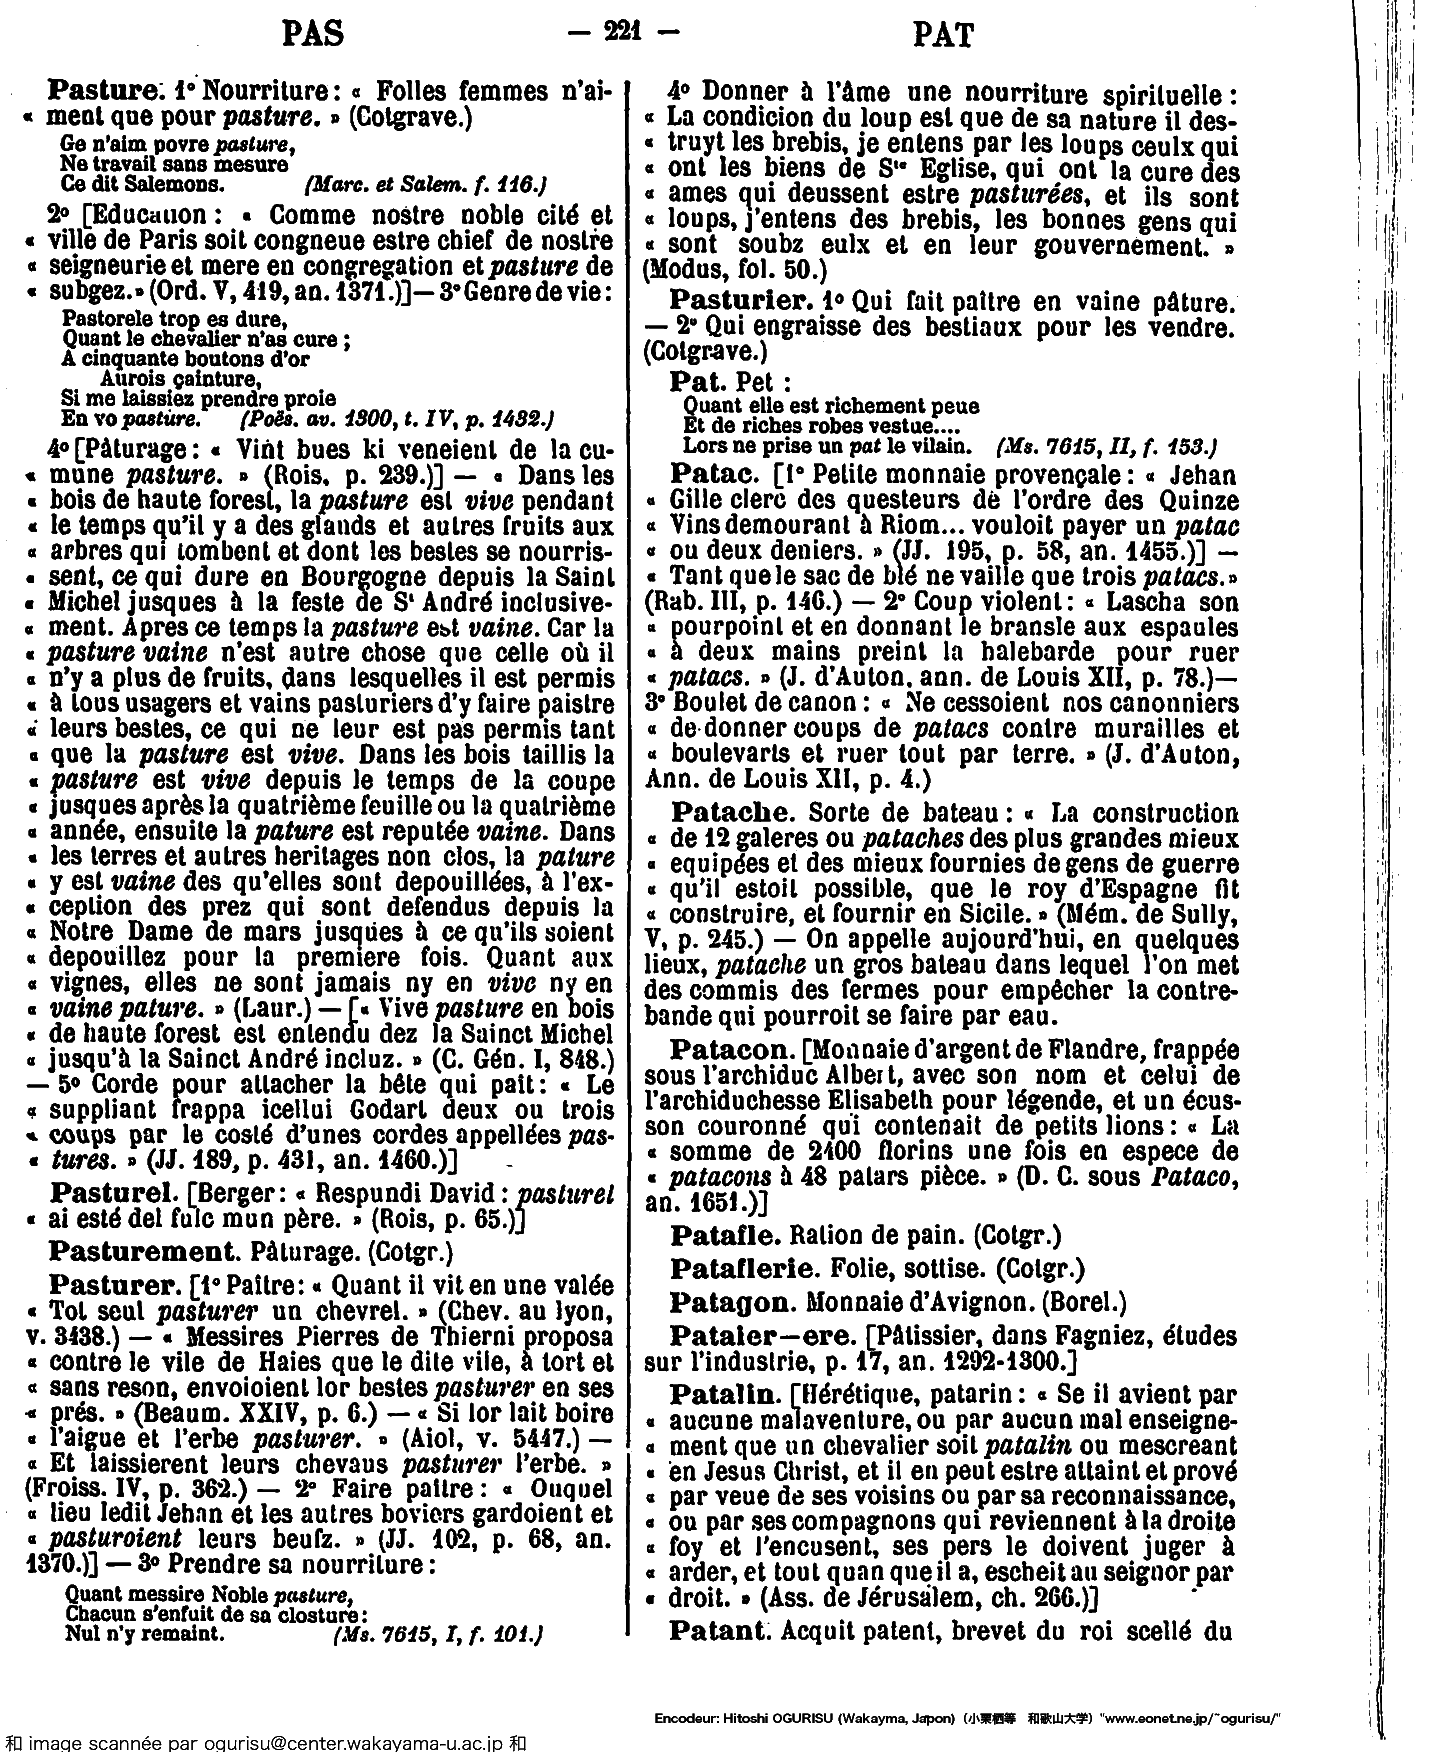 PAS — 221 — PAT
Pasture. 1° Nourriture : « Folles femmes n'ai-
« ment que pour pasture. » (Cotgrave.)
Ge n'aim povre pasture,
Ne travail sans mesure
Ce dit Salemons. (Marc. et Salem. f. 116.)
2° [Education : « Comme nostre noble cité et
« ville de Paris soit congneue estre chief de nostre
« seigneurie et mere en congregation et pasture de
« subgez.» (Ord. V, 419, an. 1371.)] — 3° Genre de vie :
Pastorele trop es dure,
Quant le chevalier n'as cure ;
A cinquante boutons d'or
Aurois çainture,
Si me laissiez prendre proie
En vo pasture. (Poës. av. 1300, t. IV, p. 1432.)
4° [Pâturage : « Vint bues ki veneient de la cu-
« mune pasture. » (Rois, p. 239.)] — « Dans les
« bois de haute forest, la pasture est vive pendant
« le temps qu'il y a des glands et autres fruits aux
« arbres qui tombent et dont les bestes se nourris-
« sent, ce qui dure en Bourgogne depuis la Saint
« Michel jusques à la feste de St André inclusive-
« ment. Apres ce temps la pasture est vaine. Car la
« pasture vaine n'est autre chose que celle où il
« n'y a plus de fruits, dans lesquelles il est permis
« à tous usagers et vains pasturiers d'y faire paistre
« leurs bestes, ce qui ne leur est pas permis tant
« que la pasture est vive. Dans les bois taillis la
« pasture est vive depuis le temps de la coupe
« jusques après la quatrième feuille ou la quatrième
« année, ensuite la pature est reputée vaine. Dans
« les terres et autres heritages non clos, la pature
« y est vaine des qu'elles sont depouillées, à l'ex-
« ception des prez qui sont defendus depuis la
« Notre Dame de mars jusques à ce qu'ils soient
« depouillez pour la premiere fois. Quant aux
« vignes, elles ne sont jamais ny en vive ny en
« vaine pature. » (Laur.) — [« Vive pasture en bois
« de haute forest est entendu dez la Sainct Michel
« jusqu'à la Sainct André incluz. » (C. Gén. I, 848.)
— 5° Corde pour attacher la bête qui paît : « Le
« suppliant frappa icellui Godart deux ou trois
« coups par le costé d'unes cordes appellées pas-
« tures. » (JJ. 189, p. 431, an. 1460.)]
Pasturel. [Berger : « Respundi David : pasturel
« ai esté del fulc mun père. » (Rois, p. 65.)]
Pasturement. Pâturage. (Cotgr.)
Pasturer. [1° Paître : « Quant il vit en une valée
« Tot seul pasturer un chevrel. » (Chev. au lyon,
v. 3438.) — « Messires Pierres de Thierni proposa
« contre le vile de Haies que le dite vile, à tort et
« sans reson, envoioient lor bestes pasturer en ses
« prés. » (Beaum. XXIV, p. 6.) — « Si lor lait boire
« l'aigue et l'erbe pasturer. » (Aiol, v. 5447.) —
« Et laissierent leurs chevaus pasturer l'erbe. »
(Froiss. IV, p. 362.) — 2° Faire paître : « Ouquel
« lieu ledit Jehan et les autres boviers gardoient et
« pasturoient leurs beufz. » (JJ. 102, p. 68, an.
1370.)] — 3° Prendre sa nourriture :
Quant messire Noble pasture,
Chacun s'enfuit de sa closture :
Nul n'y remaint. (Ms. 7615, I, f. 101.)
4° Donner à l'âme une nourriture spirituelle :
« La condicion du loup est que de sa nature il des-
« truyt les brebis, je entens par les loups ceulx qui
« ont les biens de Ste Eglise, qui ont la cure des
« ames qui deussent estre pasturées, et ils sont
« loups, j'entens des brebis, les bonnes gens qui
« sont soubz eulx et en leur gouvernement. »
(Modus, fol. 50.)
Pasturier. 1° Qui fait paître en vaine pâture.
— 2° Qui engraisse des bestiaux pour les vendre.
(Cotgrave.)
Pat. Pet :
Quant elle est richement peue
Et de riches robes vestue....
Lors ne prise un pat le vilain. (Ms. 7615, II, f. 153.)
Patac. [1° Petite monnaie provençale : « Jehan
« Gille clerc des questeurs de l'ordre des Quinze
« Vins demourant à Riom... vouloit payer un patac
« ou deux deniers. » (JJ. 195, p. 58, an. 1455.)] —
« Tant que le sac de blé ne vaille que trois patacs.»
(Rab. III, p. 146.) — 2° Coup violent : « Lascha son
« pourpoint et en donnant le bransle aux espaules
« à deux mains preint la halebarde pour ruer
« patacs. » (J. d'Auton, ann. de Louis XII, p. 78.) —
3° Boulet de canon : « Ne cessoient nos canonniers
« de donner coups de patacs contre murailles et
« boulevarts et ruer tout par terre. » (J. d'Auton,
Ann. de Louis XII, p. 4.)
Patache. Sorte de bateau : « La construction
« de 12 galeres ou pataches des plus grandes mieux
« equipées et des mieux fournies de gens de guerre
« qu'il estoit possible, que le roy d'Espagne fit
« construire, et fournir en Sicile. » (Mém. de Sully,
V, p. 245.) — On appelle aujourd'hui, en quelques
lieux, patache un gros bateau dans lequel l'on met
des commis des fermes pour empêcher la contre-
bande qui pourroit se faire par eau.
Patacon. [Monnaie d'argent de Flandre, frappée
sous l'archiduc Albert, avec son nom et celui de
l'archiduchesse Elisabeth pour légende, et un écus-
son couronné qui contenait de petits lions : « La
« somme de 2400 florins une fois en espece de
« patacons à 48 patars pièce. » (D. C. sous Pataco,
an. 1651.)]
Patafle. Ration de pain. (Cotgr.)
Pataflerie. Folie, sottise. (Cotgr.)
Patagon. Monnaie d'Avignon. (Borel.)
Pataier—ere. [Pâtissier, dans Fagniez, études
sur l'industrie, p. 17, an. 1292-1300.]
Patalin. [Hérétique, patarin : « Se il avient par
« aucune malaventure, ou par aucun mal enseigne-
« ment que un chevalier soit patalin ou mescreant
« en Jesus Christ, et il en peut estre attaint et prové
« par veue de ses voisins ou par sa reconnaissance,
« ou par ses compagnons qui reviennent à la droite
« foy et l'encusent, ses pers le doivent juger à
« arder, et tout quan que il a, escheit au seignor par
« droit. » (Ass. de Jérusalem, ch. 266.)]
Patant. Acquit patent, brevet du roi scellé du
Encodeur: Hitoshi OGURISU (Wakayma, Japon) (小栗栖等 和歌山大学) "www.eonet.ne.jp/~ogurisu/"
和 image scannée par ogurisu@center.wakayama-u.ac.jp 和